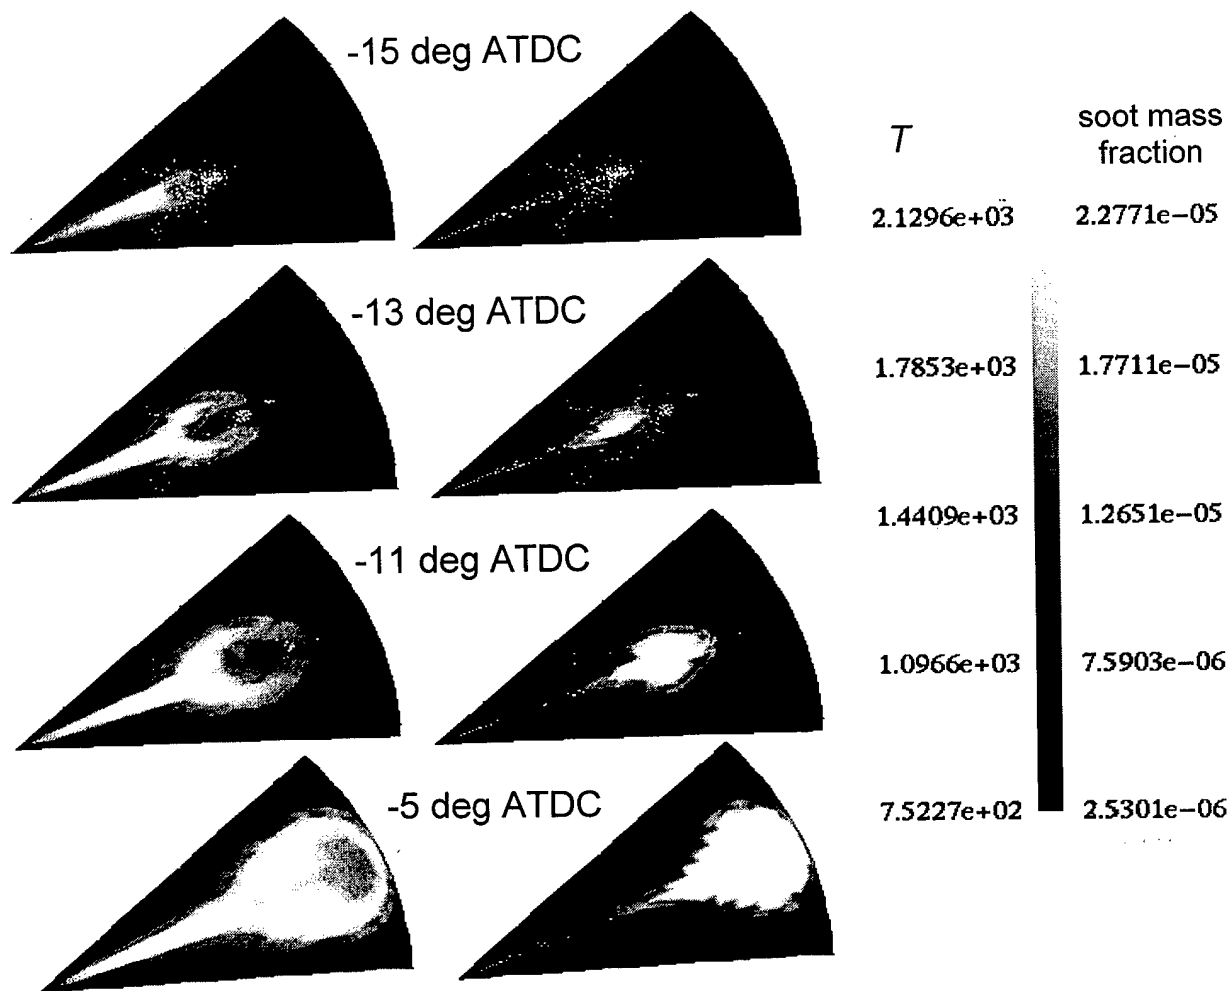 -15 deg ATDC
T
soot mass
fraction
2.1296e+03
2.2771e−05
-13 deg ATDC
1.7853e+03
1.7711e−05
1.4409e+03
1.2651e−05
-11 deg ATDC
1.0966e+03
7.5903e−06
-5 deg ATDC
7.5227e+02
2.5301e−06